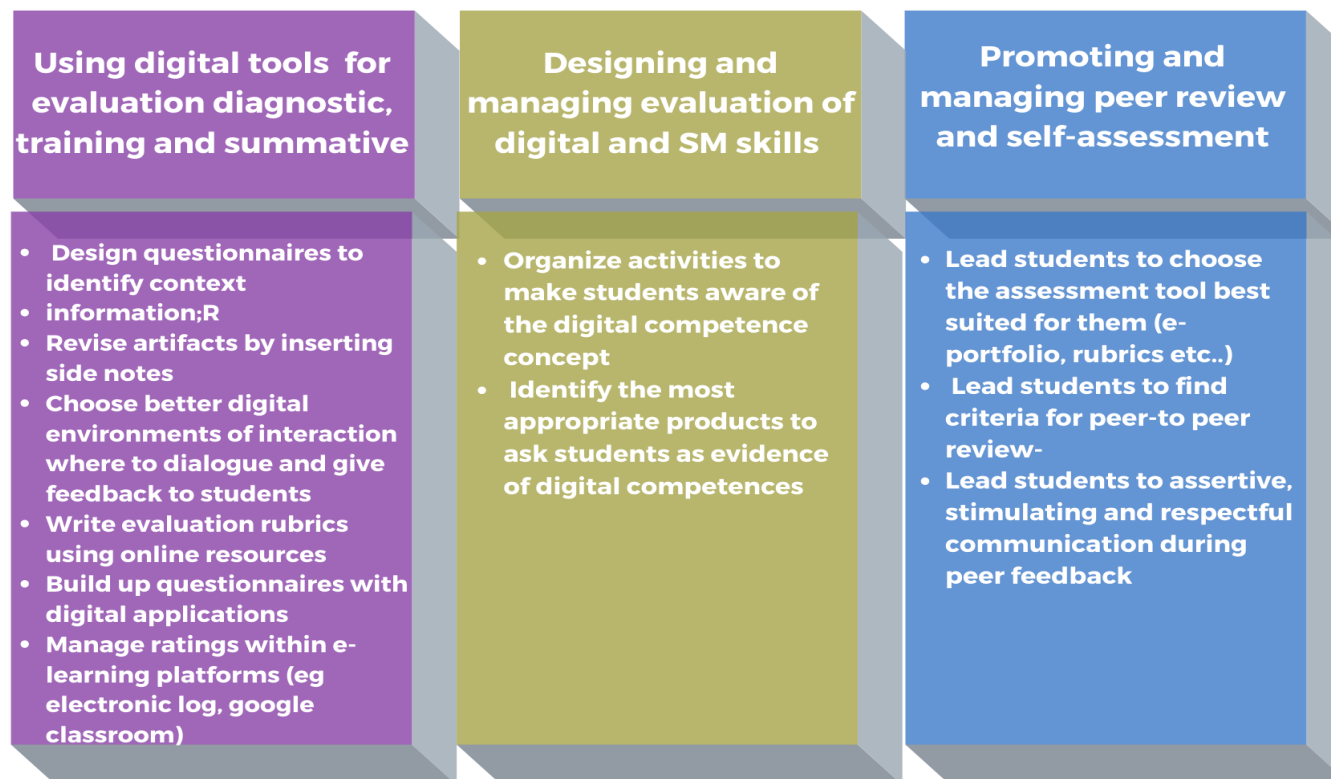 Using digital tools for
evaluation diagnostic,
training and summative
• Design questionnaires to
identify context
• information;R
• Revise artifacts by inserting
side notes
• Choose better digital
environments of interaction
where to dialogue and give
feedback to students
• Write evaluation rubrics
using online resources
• Build up questionnaires with
digital applications
• Manage ratings within e-
learning platforms (eg
electronic log, google
classroom)
Designing and
managing evaluation of
digital and SM skills
• Organize activities to
make students aware of
the digital competence
concept
• Identify the most
appropriate products to
ask students as evidence
of digital competences
Promoting and
managing peer review
and self-assessment
• Lead students to choose
the assessment tool best
suited for them (e-
portfolio, rubrics etc..)
• Lead students to find
criteria for peer-to peer
review-
• Lead students to assertive,
stimulating and respectful
communication during
peer feedback